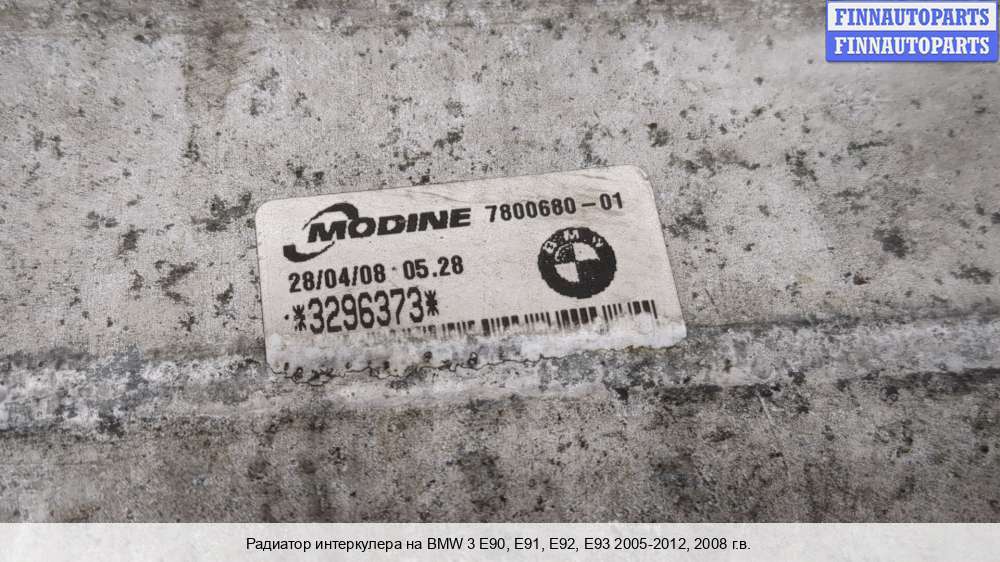 FINNAUTOPARTS
FINNAUTOPARTS
MODINE 7800680-01
BMW
28/04/08 05.28
*3296373*
Радиатор интеркулера на BMW 3 E90, E91, E92, E93 2005-2012, 2008 г.в.